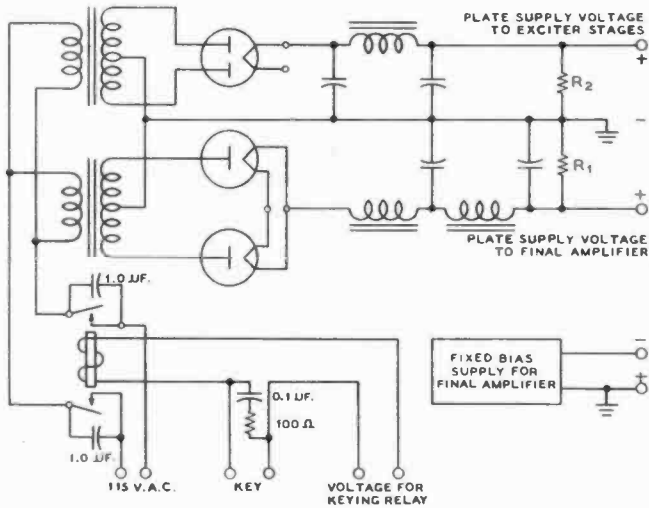 PLATE SUPPLY VOLTAGE
TO EXCITER STAGES
+
R2
-
R1
+
PLATE SUPPLY VOLTAGE
TO FINAL AMPLIFIER
1.0 UF.
FIXED BIAS
SUPPLY FOR
FINAL AMPLIFIER
-
+
0.1 UF.
100 Ω
1.0 UF.
115 V.A.C.
KEY
VOLTAGE FOR
KEYING RELAY